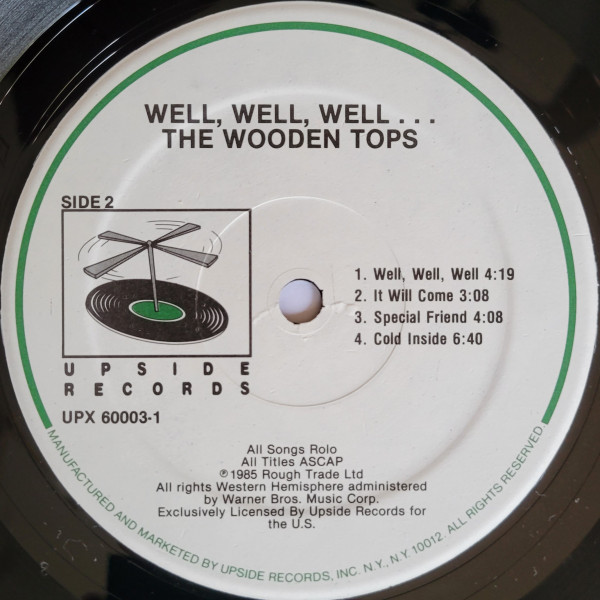 WELL, WELL, WELL...
THE WOODEN TOPS
SIDE 2
1. Well, Well, Well 4:19
2. It Will Come 3:08
3. Special Friend 4:08
4. Cold Inside 6:40
UPSIDE
RECORDS
UPX 60003-1
All Songs Rolo
All Titles ASCAP
℗1985 Rough Trade Ltd
All rights Western Hemisphere administered
by Warner Bros. Music Corp.
Exclusively Licensed By Upside Records for
the U.S.
MANUFACTURED AND MARKETED BY UPSIDE RECORDS, INC. N.Y., N.Y. 10012. ALL RIGHTS RESERVED